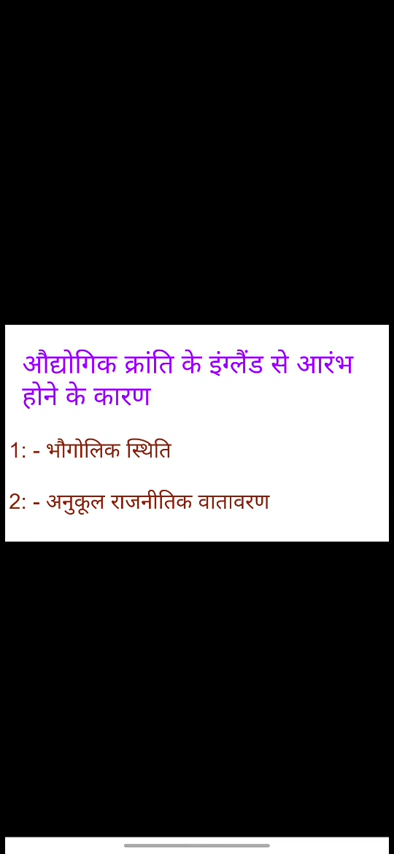 औद्योगिक क्रांति के इंग्लैंड से आरंभ
होने के कारण
1: - भौगोलिक स्थिति
2: - अनुकूल राजनीतिक वातावरण